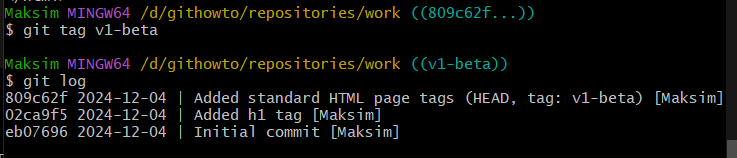 Maksim MINGW64 /d/githowto/repositories/work ((809c62f...))
$ git tag v1-beta
Maksim MINGW64 /d/githowto/repositories/work ((v1-beta))
$ git log
809c62f 2024-12-04 | Added standard HTML page tags (HEAD, tag: v1-beta) [Maksim]
02ca9f5 2024-12-04 | Added h1 tag [Maksim]
eb07696 2024-12-04 | Initial commit [Maksim]